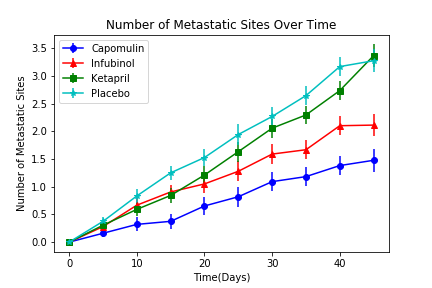 Number of Metastatic Sites Over Time
Number of Metastatic Sites
3.5
3.0
2.5
2.0
1.5
1.0
0.5
0.0
Capomulin
Infubinol
Ketapril
Placebo
0 10 20 30 40
Time(Days)